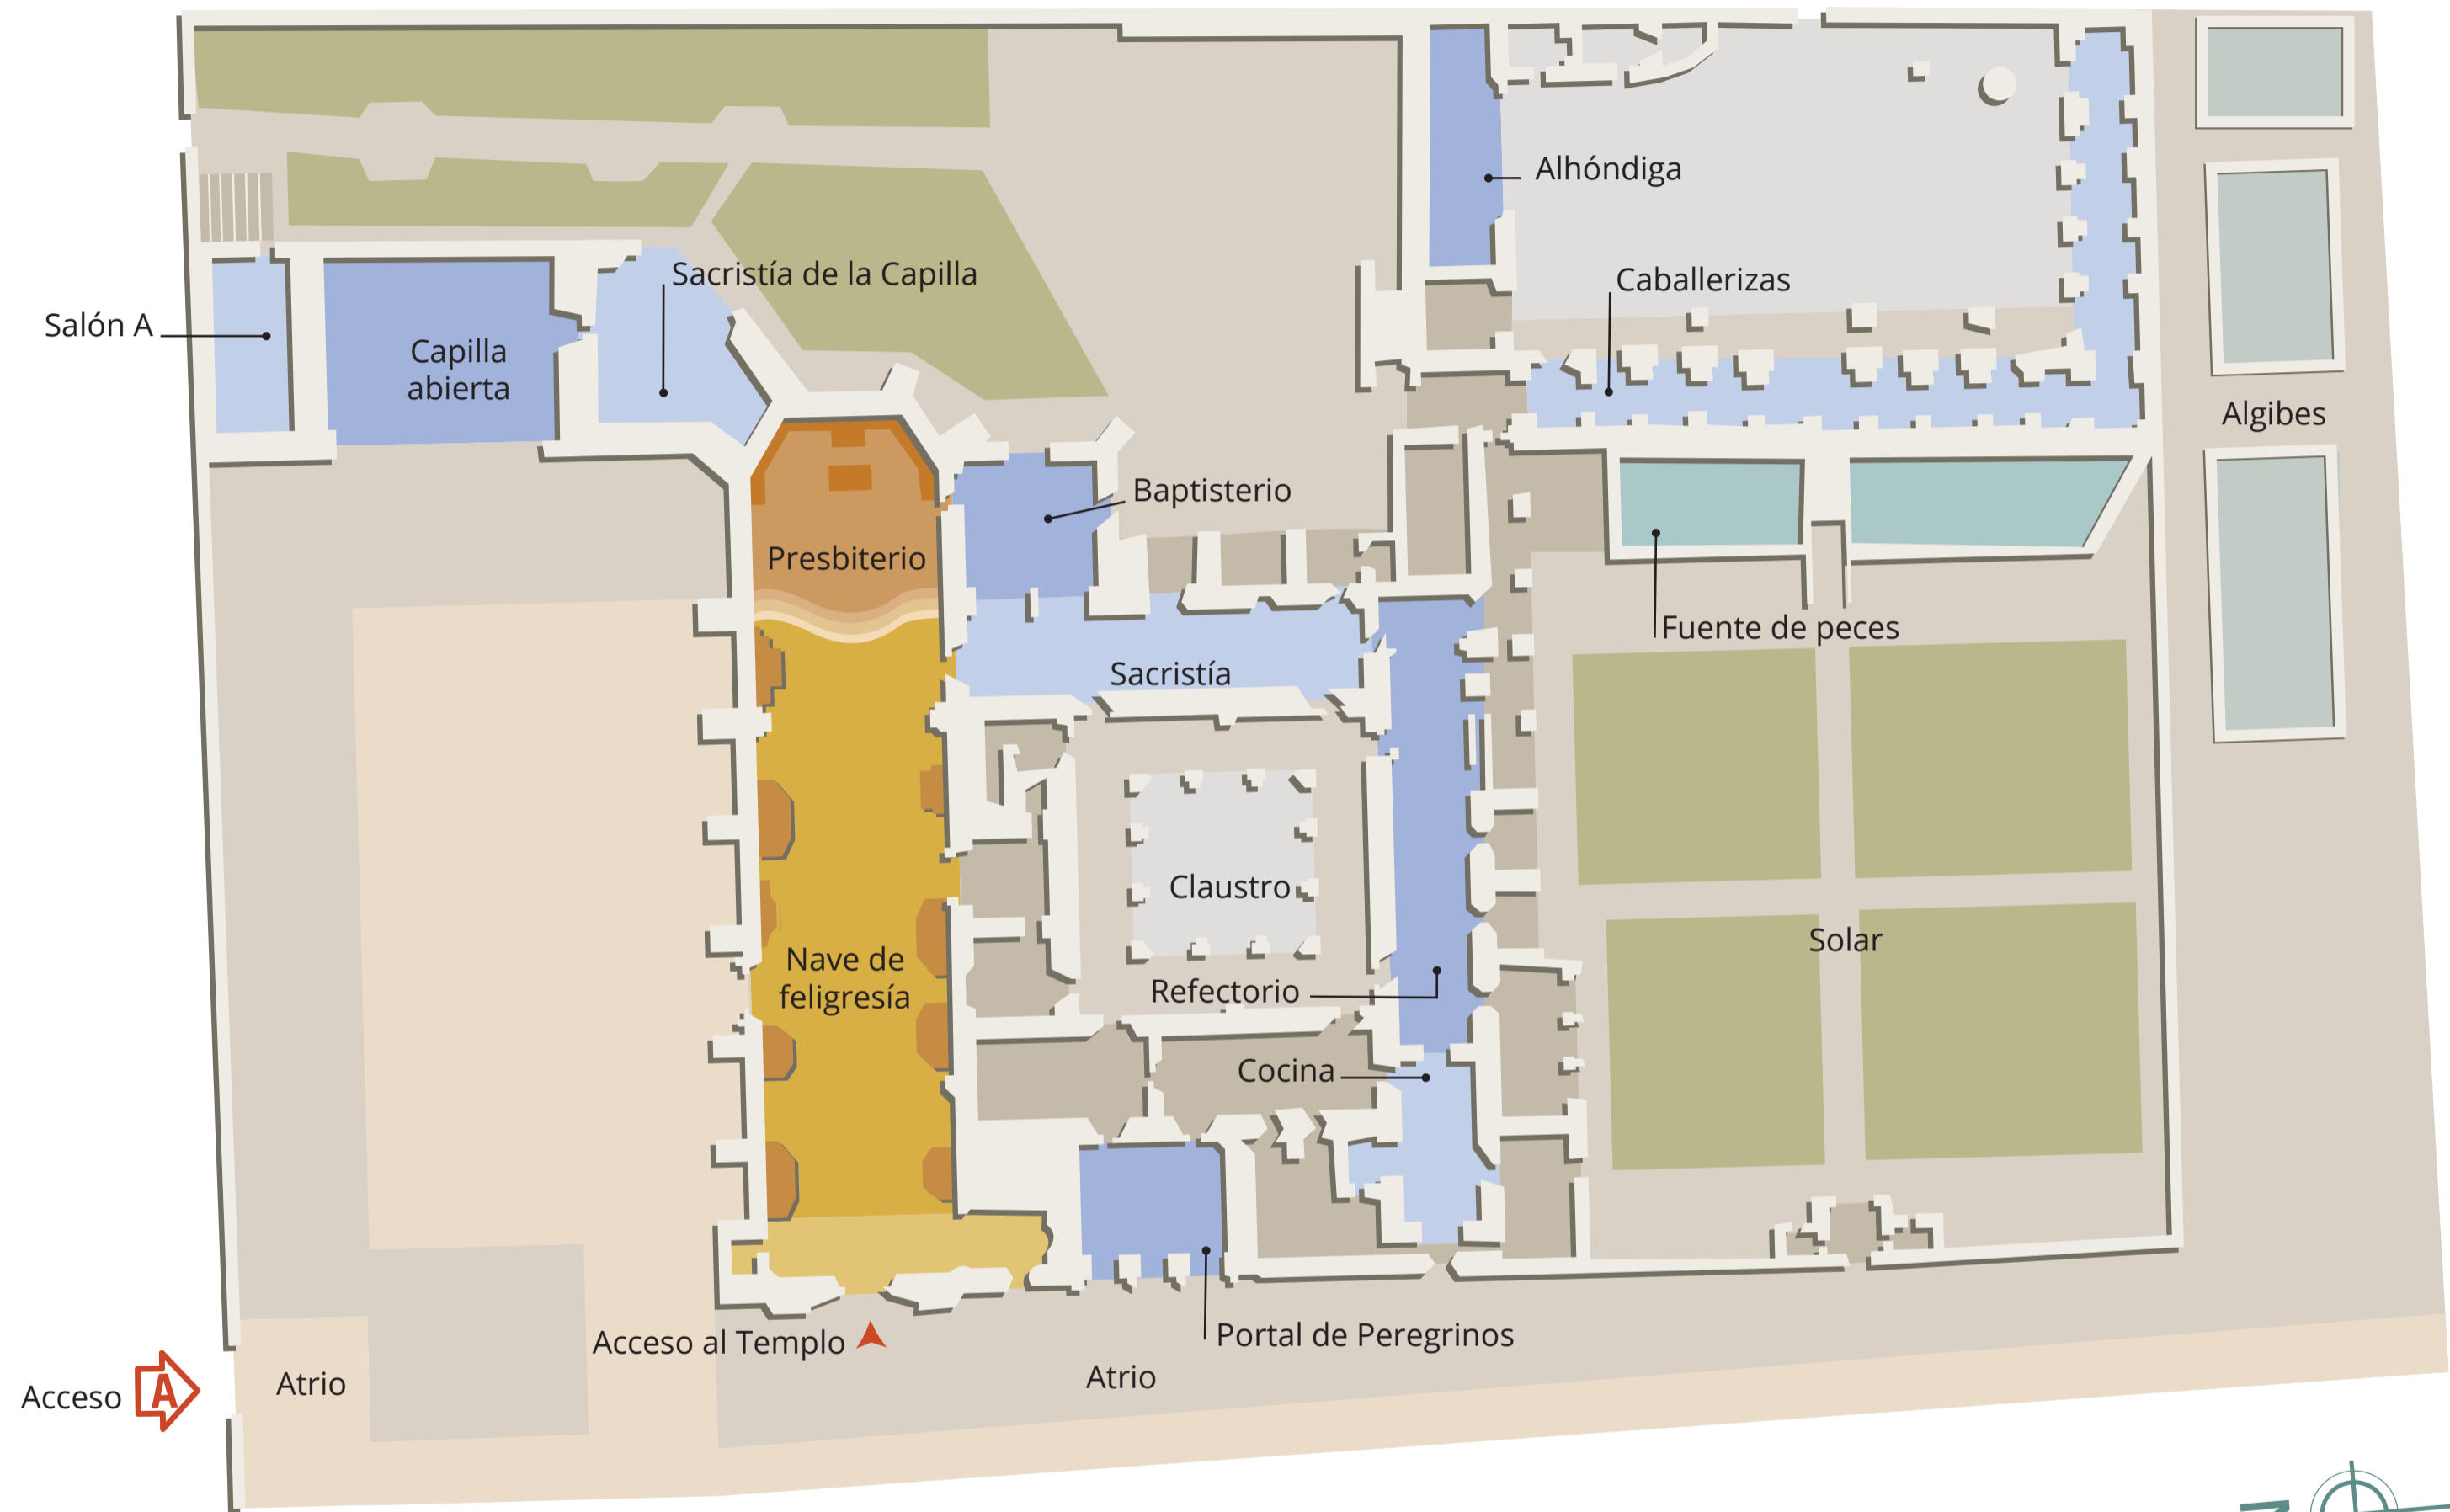 Alhóndiga
Sacristía de la Capilla
Caballerizas
Salón A
Capilla
abierta
Algibes
Baptisterio
Presbiterio
Fuente de peces
Sacristía
Claustro
Solar
Nave de
feligresía
Refectorio
Cocina
Acceso al Templo
Portal de Peregrinos
Atrio
Atrio
Acceso
A